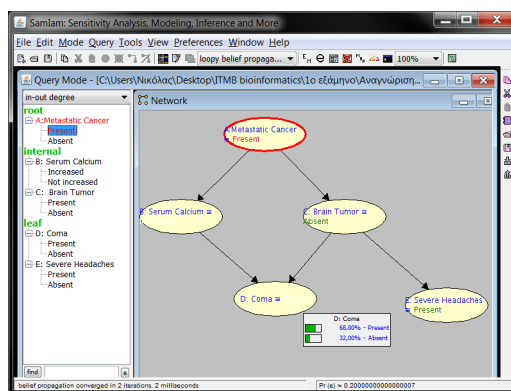 SamIam: Sensitivity Analysis, Modeling, Inference and More
File Edit Mode Query Tools View Preferences Window Help
loopy belief propaga... 100%
Query Mode - [C:\Users\Νικόλας\Desktop\ITMB bioinformatics\1ο εξάμηνο\Αναγνώριση...
in-out degree
Network
root
A:Metastatic Cancer
Present
Absent
internal
B: Serum Calcium
Increased
Not increased
C: Brain Tumor
Present
Absent
leaf
D: Coma
Present
Absent
E: Severe Headaches
Present
Absent
A:Metastatic Cancer
≅ Present
B: Serum Calcium ≅
C: Brain Tumor ≅
Absent
D: Coma ≅
E: Severe Headaches
≅ Present
D: Coma
68,00% - Present
32,00% - Absent
find
belief propagation converged in 2 iterations, 2 milliseconds
Pr (e) ≈ 0.20000000000000007